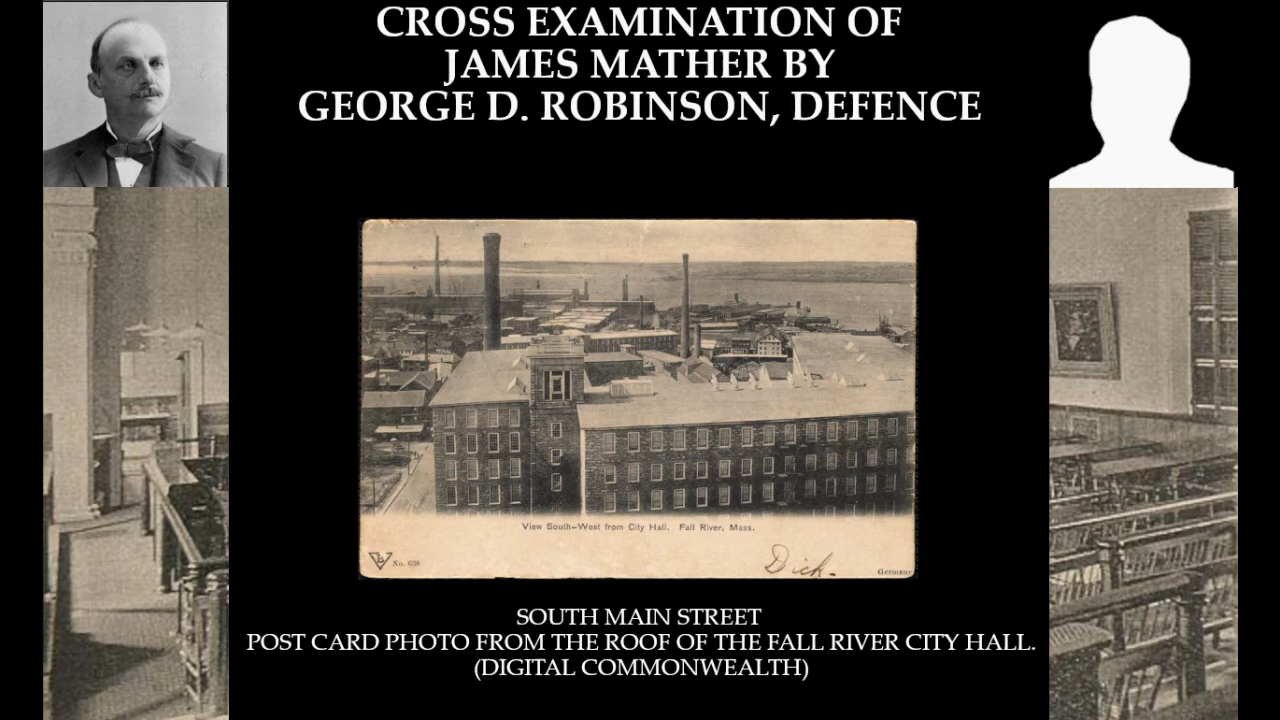 CROSS EXAMINATION OF
JAMES MATHER BY
GEORGE D. ROBINSON, DEFENCE
View South-West from City Hall. Fall River, Mass.
No. 638
Dick.
Germany
SOUTH MAIN STREET
POST CARD PHOTO FROM THE ROOF OF THE FALL RIVER CITY HALL.
(DIGITAL COMMONWEALTH)